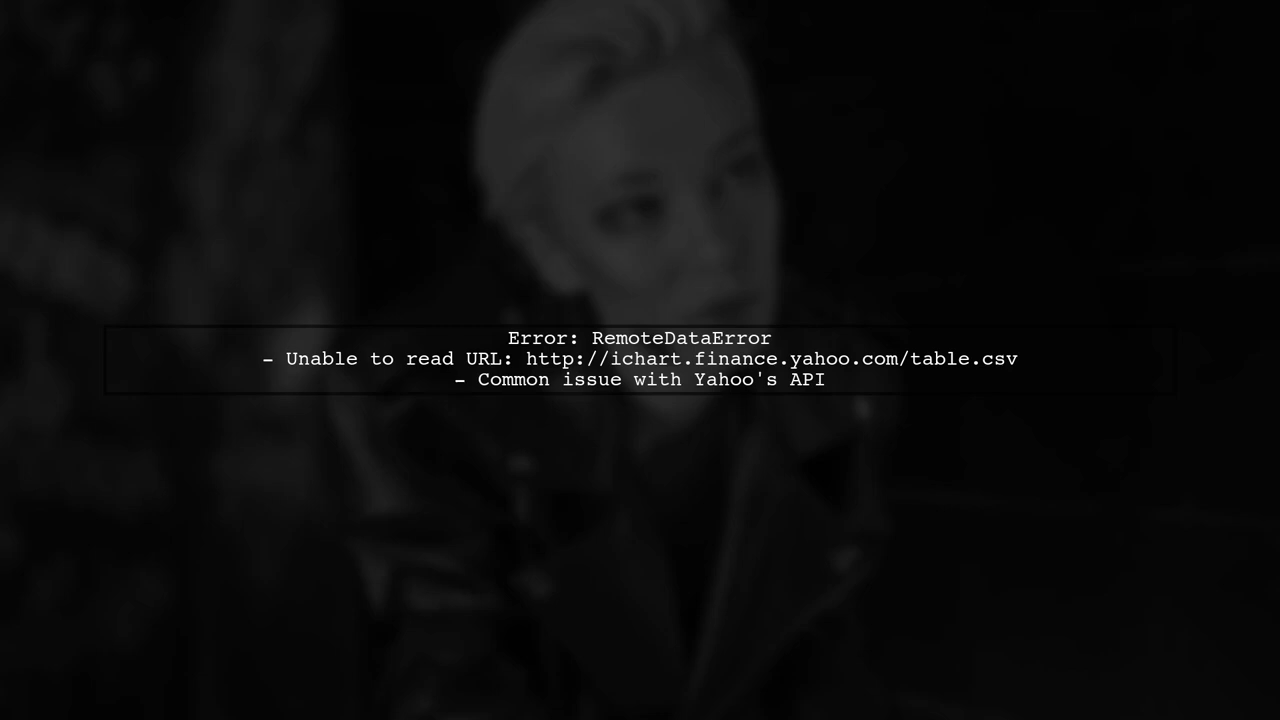 Error: RemoteDataError
- Unable to read URL: http://ichart.finance.yahoo.com/table.csv
- Common issue with Yahoo's API